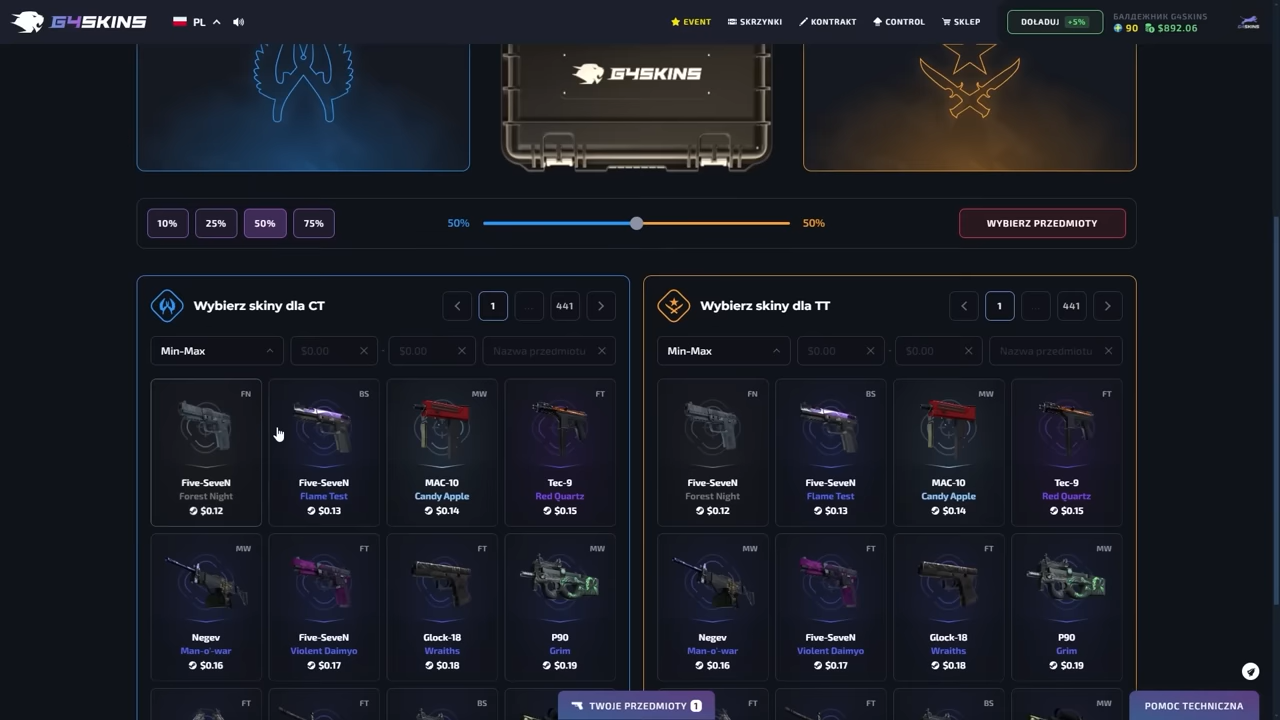 G4SKINS
PL
EVENT
SKRZYNKI
KONTRAKT
CONTROL
SKLEP
DOŁADUJ +5%
БАЛДЕЖНИК G4SKINS
90 $892.06
G4SKINS
10% 25% 50% 75%
50% 50%
WYBIERZ PRZEDMIOTY
Wybierz skiny dla CT
1 ... 441
Min-Max $0.00 - $0.00 Nazwa przedmiotu
FN
Five-SeveN
Forest Night
$0.12
BS
Five-SeveN
Flame Test
$0.13
MW
MAC-10
Candy Apple
$0.14
FT
Tec-9
Red Quartz
$0.15
MW
Negev
Man-o'-war
$0.16
FT
Five-SeveN
Violent Daimyo
$0.17
FT
Glock-18
Wraiths
$0.18
MW
P90
Grim
$0.19
FT
FT
BS
Wybierz skiny dla TT
1 ... 441
Min-Max $0.00 - $0.00 Nazwa przedmiotu
FN
Five-SeveN
Forest Night
$0.12
BS
Five-SeveN
Flame Test
$0.13
MW
MAC-10
Candy Apple
$0.14
FT
Tec-9
Red Quartz
$0.15
MW
Negev
Man-o'-war
$0.16
FT
Five-SeveN
Violent Daimyo
$0.17
FT
Glock-18
Wraiths
$0.18
MW
P90
Grim
$0.19
FT
FT
BS
MW
TWOJE PRZEDMIOTY 1
POMOC TECHNICZNA